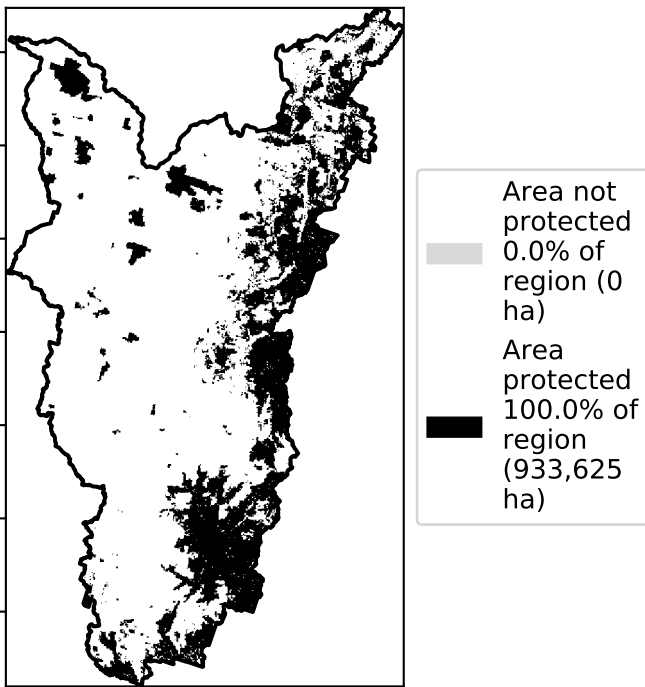 Area not
protected
0.0% of
region (0
ha)
Area
protected
100.0% of
region
(933,625
ha)